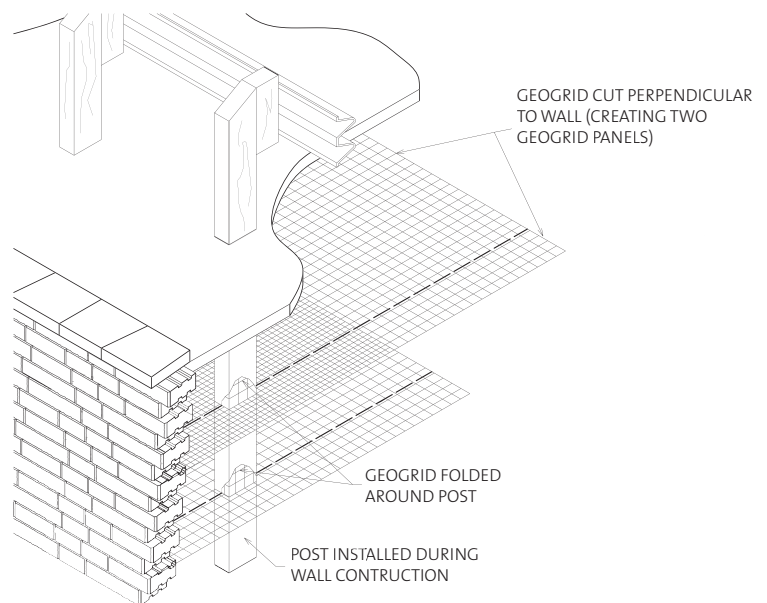 GEOGRID CUT PERPENDICULAR
TO WALL (CREATING TWO
GEOGRID PANELS)
GEOGRID FOLDED
AROUND POST
POST INSTALLED DURING
WALL CONTRUCTION